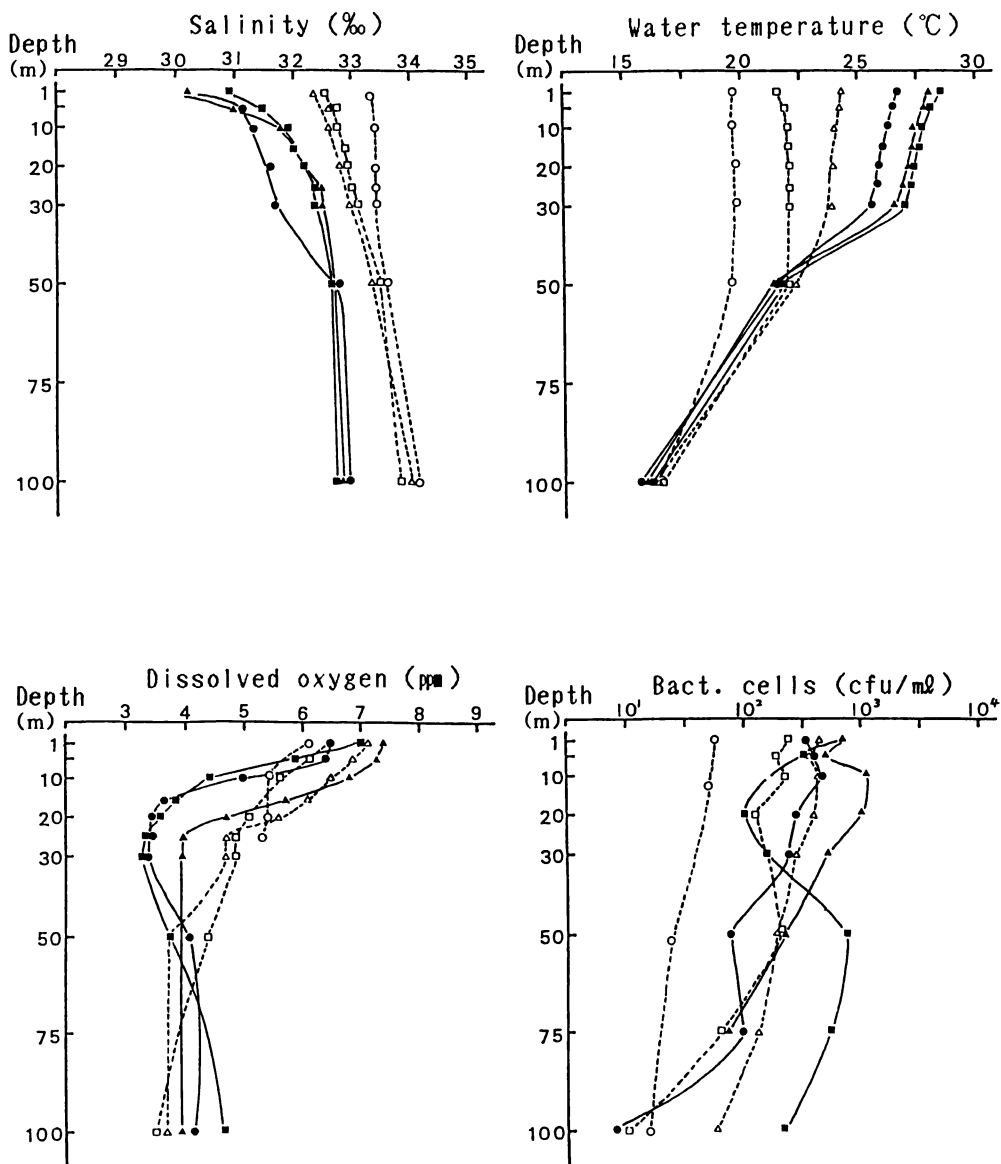 Salinity (‰)
Depth
(m)
29 30 31 32 33 34 35
1
10
20
30
50
75
100
Water temperature (℃)
Depth
(m)
15 20 25 30
1
10
20
30
50
75
100
Dissolved oxygen (ppm)
Depth
(m)
3 4 5 6 7 8 9
1
10
20
30
50
75
100
Bact. cells (cfu/mℓ)
Depth
(m)
10¹ 10² 10³ 10⁴
1
10
20
30
50
75
100